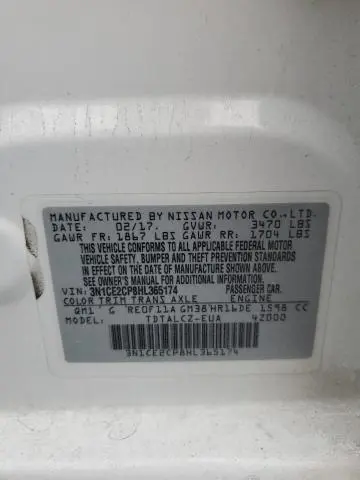 MANUFACTURED BY NISSAN MOTOR CO.,LTD.
DATE: 02/17. GVWR: 3470 LBS
GAWR FR: 1867 LBS GAWR RR: 1704 LBS
THIS VEHICLE CONFORMS TO ALL APPLICABLE FEDERAL MOTOR
VEHICLE SAFETY, BUMPER AND THEFT PREVENTION STANDARDS
IN EFFECT ON THE DATE OF MANUFACTURE SHOWN ABOVE.
SEE OWNER'S MANUAL FOR ADDITIONAL INFORMATION
VIN: 3N1CE2CP8HL365174 PASSENGER CAR.
COLOR TRIM TRANS AXLE ENGINE
QM1 G RE0F11A GM38 HR16DE 1598 CC
MODEL: TDTALCZ-EUA 4Z000
3N1CE2CP8HL365174